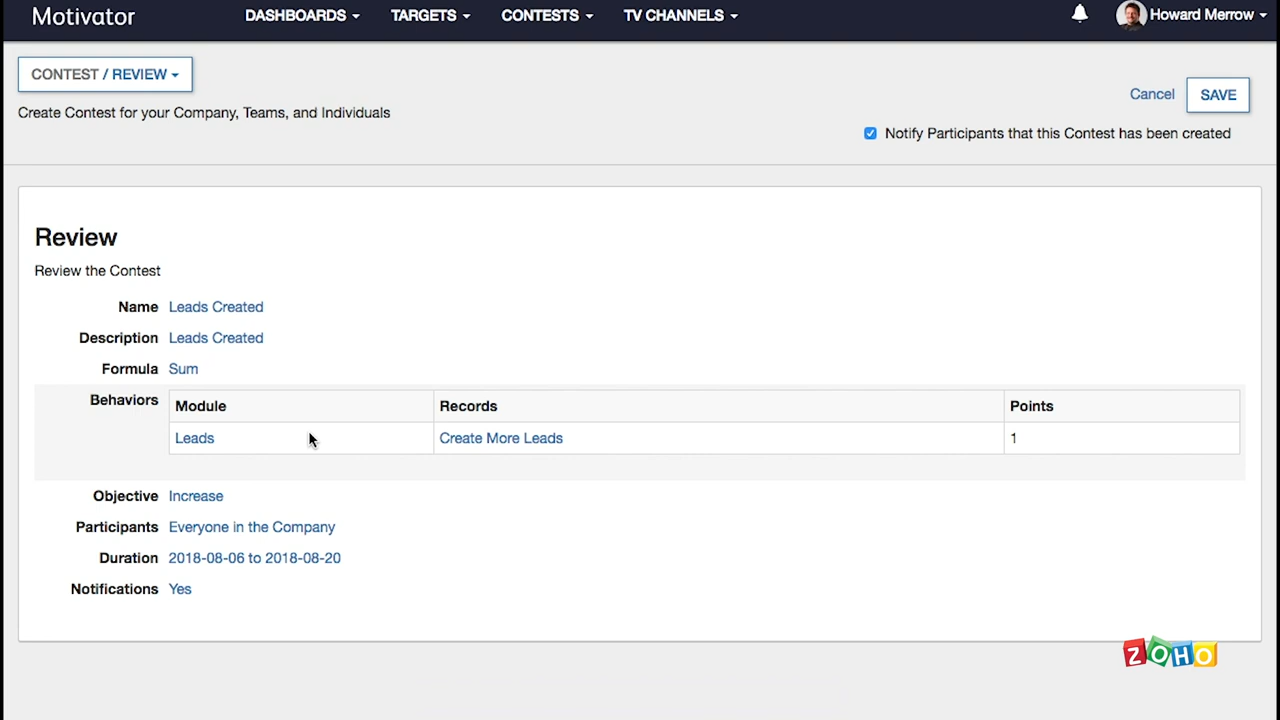 Motivator DASHBOARDS TARGETS CONTESTS TV CHANNELS Howard Merrow
CONTEST / REVIEW
Cancel SAVE
Create Contest for your Company, Teams, and Individuals
Notify Participants that this Contest has been created
Review
Review the Contest
Name Leads Created
Description Leads Created
Formula Sum
Behaviors Module Records Points
Leads Create More Leads 1
Objective Increase
Participants Everyone in the Company
Duration 2018-08-06 to 2018-08-20
Notifications Yes
ZOHO